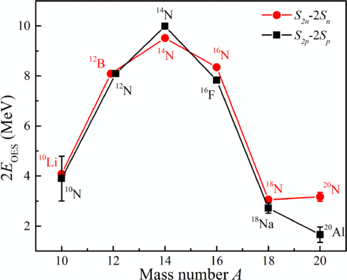 S₂ₙ-2Sₙ
S₂ₚ-2Sₚ
2E_OES (MeV)
10
8
6
4
2
¹⁴N
¹⁴N
¹²B
¹⁶N
¹²N
¹⁶F
¹⁰Li
¹⁰N
¹⁸N
²⁰N
¹⁸Na
²⁰Al
10 12 14 16 18 20
Mass number A